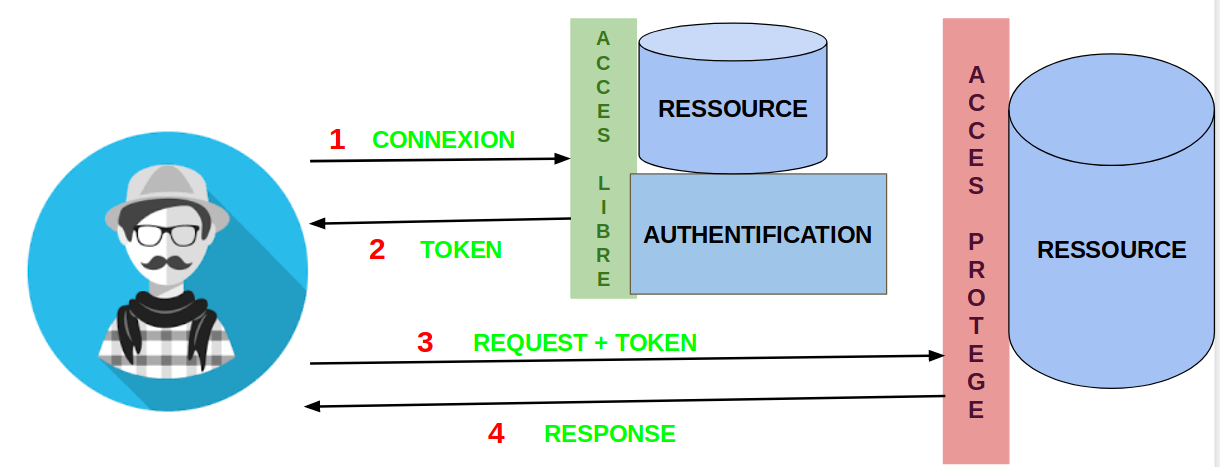 1 CONNEXION
2 TOKEN
3 REQUEST + TOKEN
4 RESPONSE
ACCES LIBRE
RESSOURCE
AUTHENTIFICATION
ACCES PROTEGE
RESSOURCE